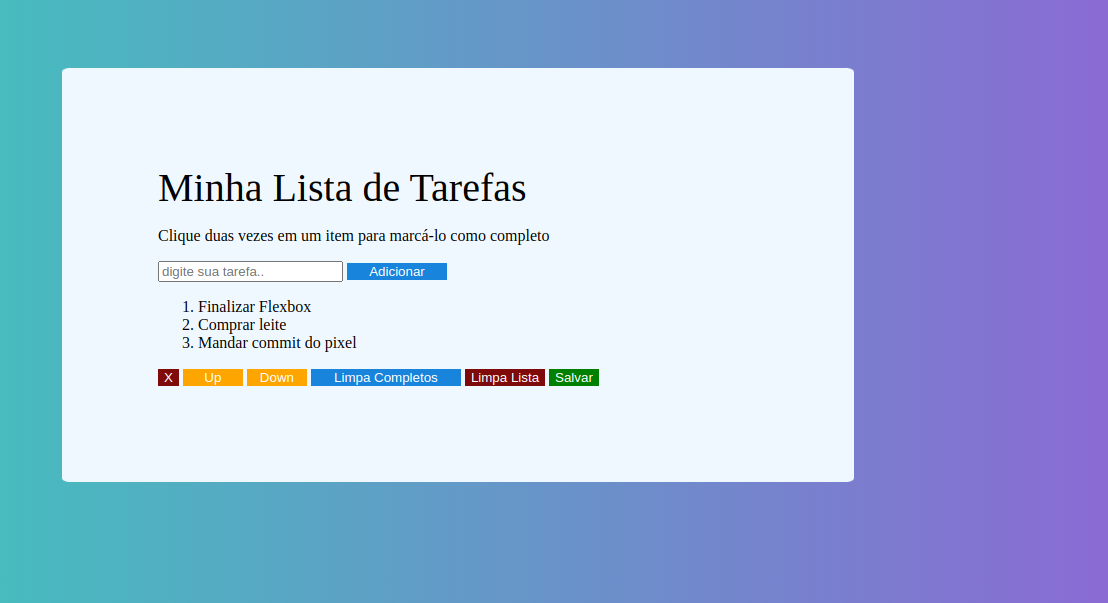 Minha Lista de Tarefas
Clique duas vezes em um item para marcá-lo como completo
digite sua tarefa.. Adicionar
1. Finalizar Flexbox
2. Comprar leite
3. Mandar commit do pixel
X Up Down Limpa Completos Limpa Lista Salvar